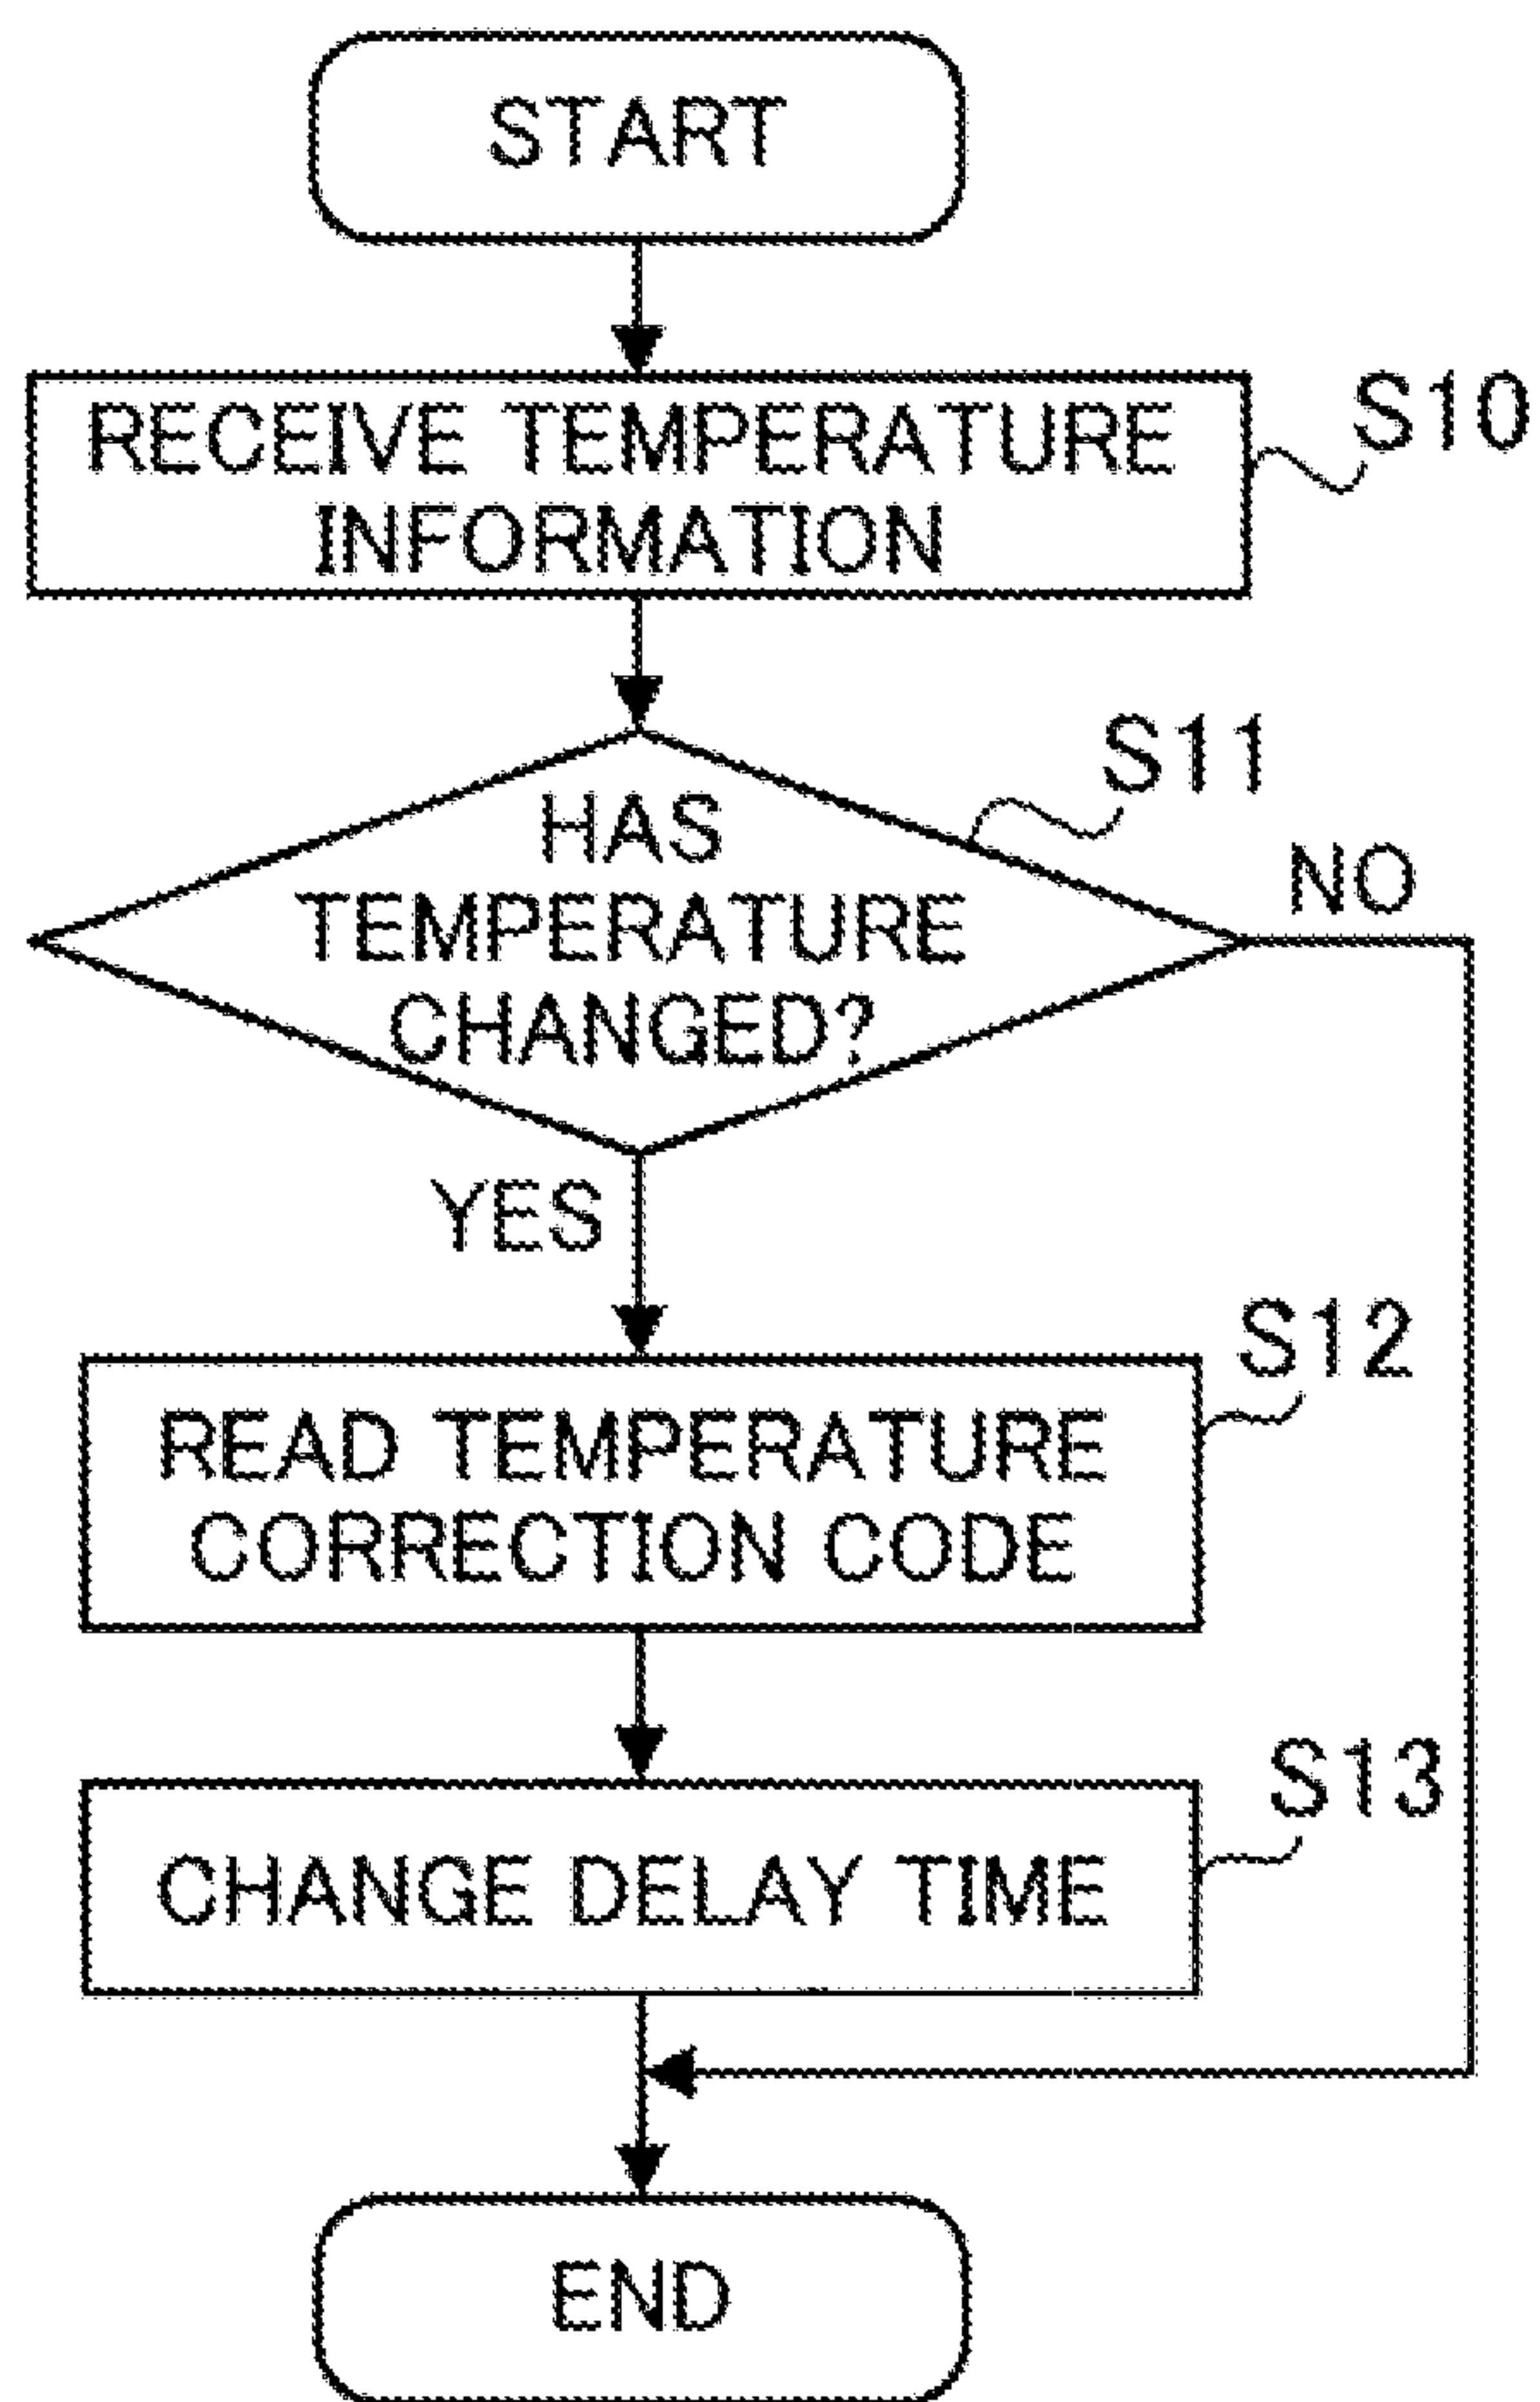 START
RECEIVE TEMPERATURE
INFORMATION
S10
S11
HAS
TEMPERATURE
CHANGED?
NO
YES
S12
READ TEMPERATURE
CORRECTION CODE
S13
CHANGE DELAY TIME
END